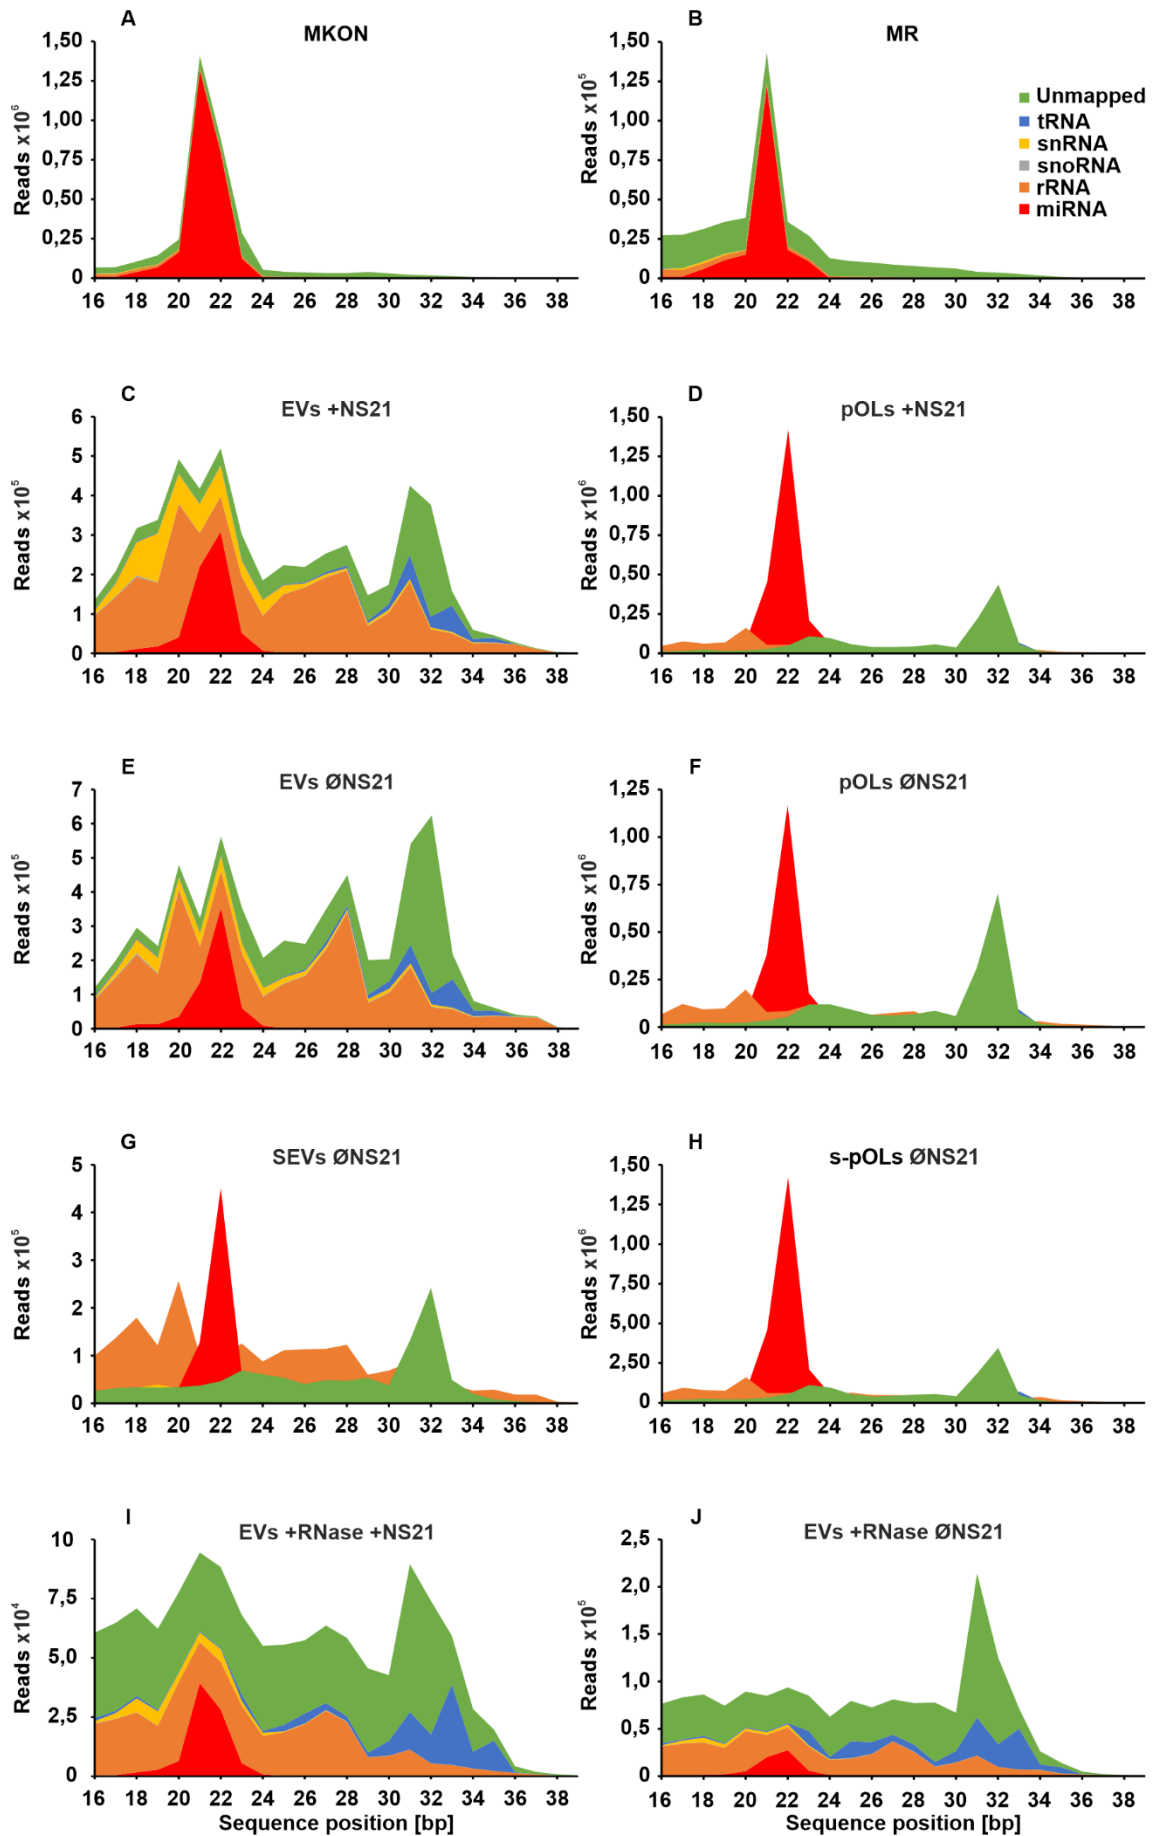 A
MKON
1,50
1,25
1,00
0,75
0,50
0,25
0
Reads x10⁶
16 18 20 22 24 26 28 30 32 34 36 38
B
MR
1,50
1,25
1,00
0,75
0,50
0,25
0
Reads x10⁵
16 18 20 22 24 26 28 30 32 34 36 38
Unmapped
tRNA
snRNA
snoRNA
rRNA
miRNA
C
EVs +NS21
6
5
4
3
2
1
0
Reads x10⁵
16 18 20 22 24 26 28 30 32 34 36 38
D
pOLs +NS21
1,50
1,25
1,00
0,50
0,25
0
Reads x10⁶
16 18 20 22 24 26 28 30 32 34 36 38
E
EVs ØNS21
7
6
5
4
3
2
1
0
Reads x10⁵
16 18 20 22 24 26 28 30 32 34 36 38
F
pOLs ØNS21
1,25
1,00
0,75
0,50
0,25
0
Reads x10⁶
16 18 20 22 24 26 28 30 32 34 36 38
G
SEVs ØNS21
5
4
3
2
1
0
Reads x10⁵
16 18 20 22 24 26 28 30 32 34 36 38
H
s-pOLs ØNS21
1,50
1,00
7,50
5,00
2,50
0
Reads x10⁶
16 18 20 22 24 26 28 30 32 34 36 38
I
EVs +RNase +NS21
10
7,5
5,0
2,5
0
Reads x10⁴
16 18 20 22 24 26 28 30 32 34 36 38
Sequence position [bp]
J
EVs +RNase ØNS21
2,5
2,0
1,5
1,0
0,5
0
Reads x10⁵
16 18 20 22 24 26 28 30 32 34 36 38
Sequence position [bp]